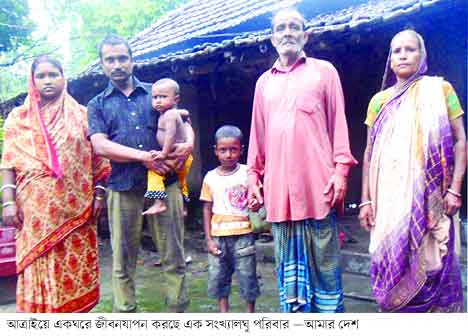 আত্রাইয়ে একঘরে জীবনযাপন করছে এক সংখ্যালঘু পরিবার —আমার দেশ